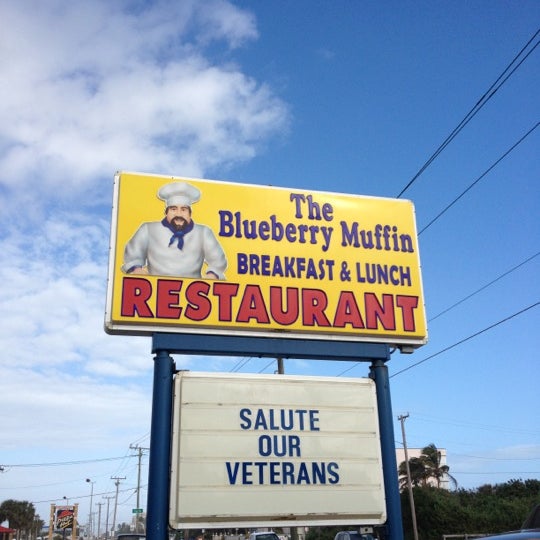 The
Blueberry Muffin
BREAKFAST & LUNCH
RESTAURANT
SALUTE
OUR
VETERANS